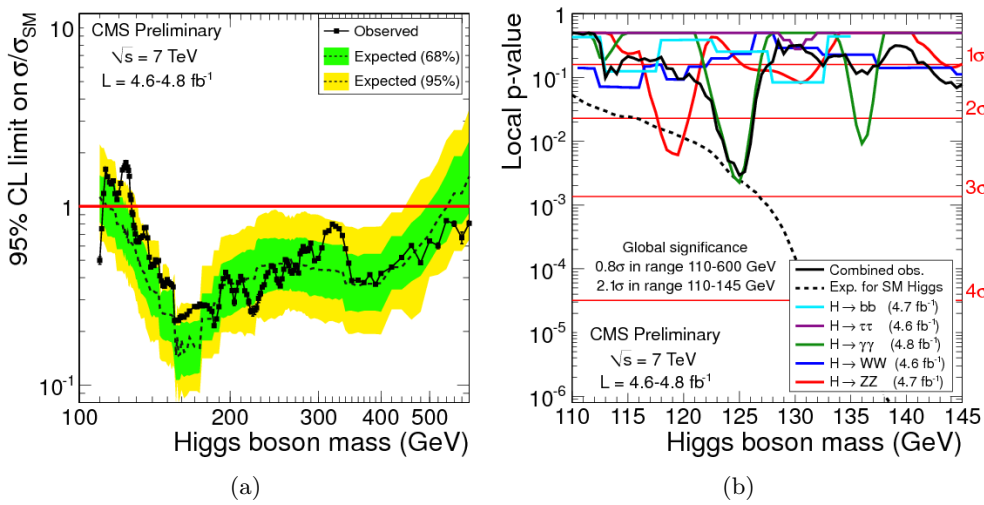 95% CL limit on σ/σSM
10
1
10⁻¹
CMS Preliminary
√s = 7 TeV
L = 4.6-4.8 fb⁻¹
Observed
Expected (68%)
Expected (95%)
100
200
300
400 500
Higgs boson mass (GeV)
(a)
Local p-value
1
10⁻¹
10⁻²
10⁻³
10⁻⁴
10⁻⁵
10⁻⁶
1σ
2σ
3σ
4σ
Global significance
0.8σ in range 110-600 GeV
2.1σ in range 110-145 GeV
CMS Preliminary
√s = 7 TeV
L = 4.6-4.8 fb⁻¹
Combined obs.
Exp. for SM Higgs
H → bb (4.7 fb⁻¹)
H → ττ (4.6 fb⁻¹)
H → γγ (4.8 fb⁻¹)
H → WW (4.6 fb⁻¹)
H → ZZ (4.7 fb⁻¹)
110 115 120 125 130 135 140 145
Higgs boson mass (GeV)
(b)